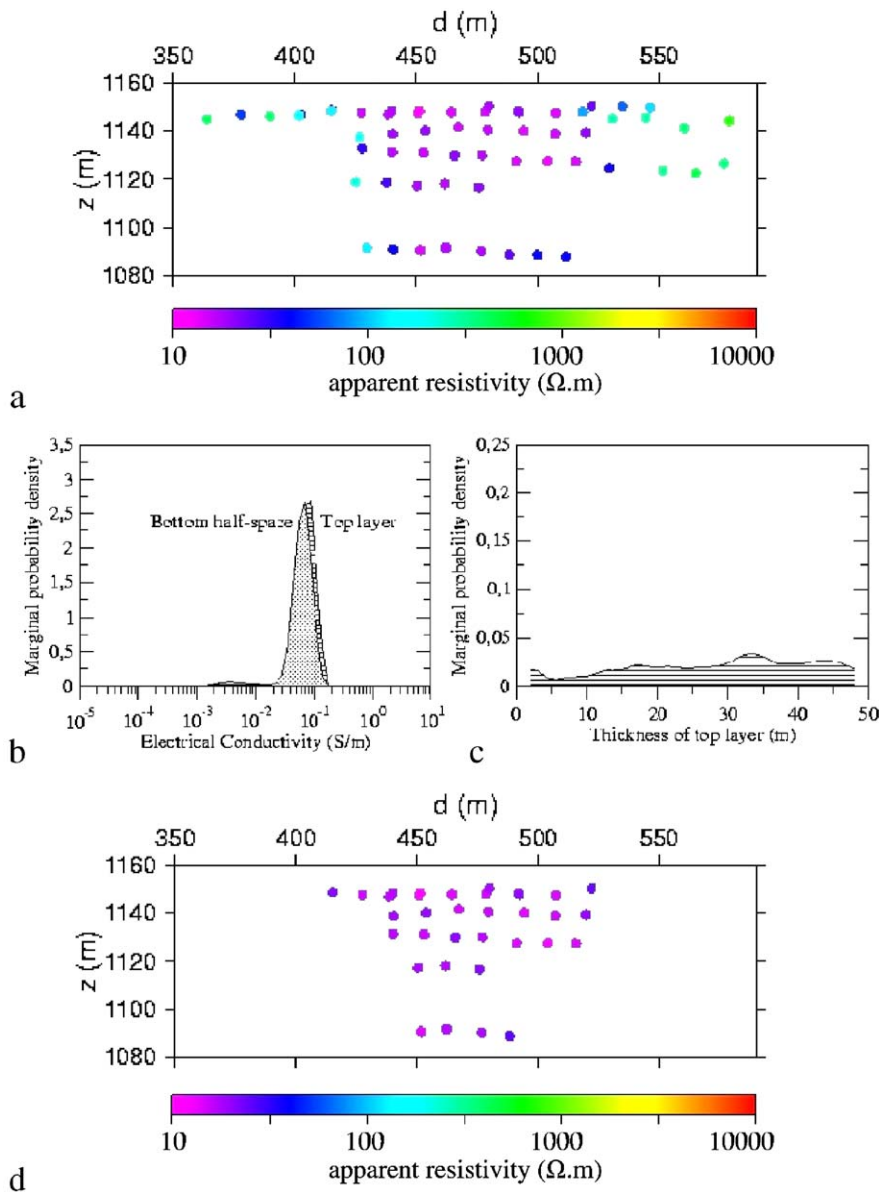 d (m)
350 400 450 500 550
1160
1140
1120
1100
1080
z (m)
10 100 1000 10000
apparent resistivity (Ω.m)
a
3,5
3
2,5
2
1,5
1
0,5
0
Marginal probability density
Bottom half-space Top layer
10-5 10-4 10-3 10-2 10-1 100 101
Electrical Conductivity (S/m)
b
0,25
0,2
0,15
0,1
0,05
0
Marginal probability density
0 10 20 30 40 50
Thickness of top layer (m)
c
d (m)
350 400 450 500 550
1160
1140
1120
1100
1080
z (m)
10 100 1000 10000
apparent resistivity (Ω.m)
d